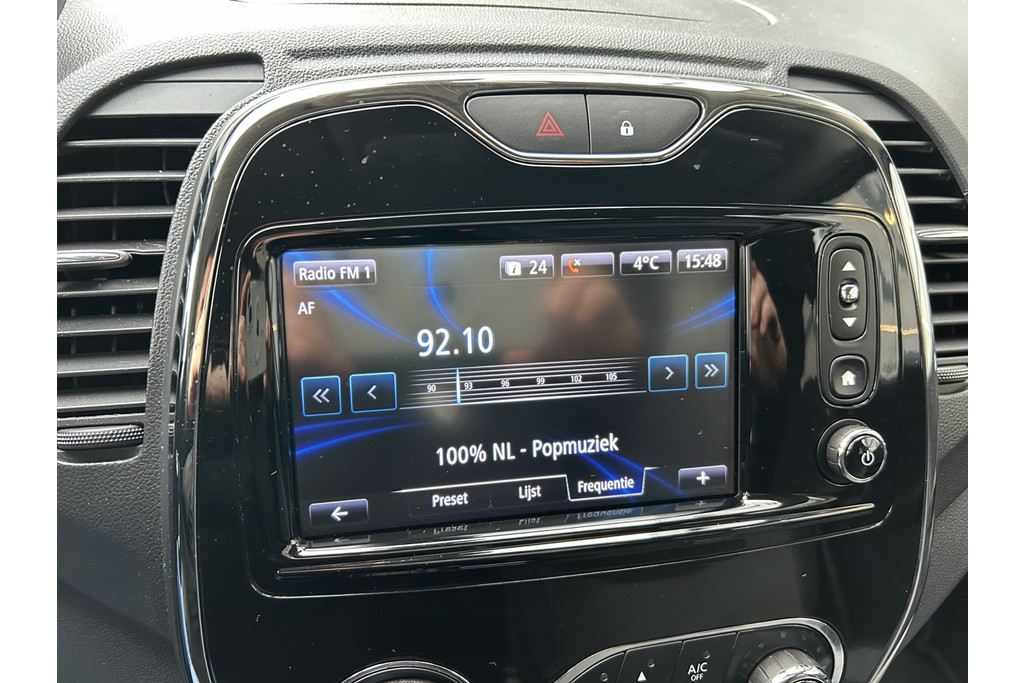 Radio FM 1
i 24
4°C
15:48
AF
92.10
90 93 96 99 102 105
100% NL - Popmuziek
Preset Lijst Frequentie
A/C
OFF